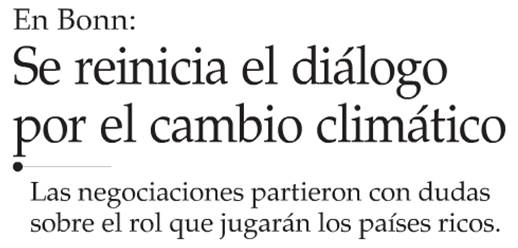 En Bonn:
Se reinicia el diálogo
por el cambio climático
Las negociaciones partieron con dudas
sobre el rol que jugarán los países ricos.